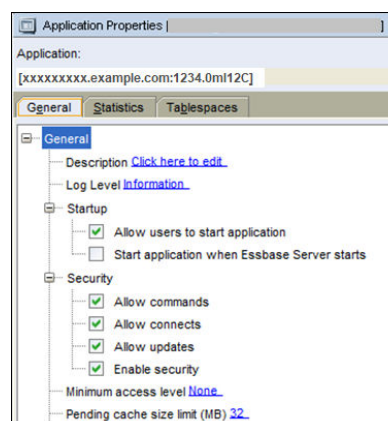 Application Properties [ ]
Application:
[xxxxxxxxx.example.com:1234.0ml12C]
General Statistics Tablespaces
General
Description Click here to edit
Log Level Information
Startup
Allow users to start application
Start application when Essbase Server starts
Security
Allow commands
Allow connects
Allow updates
Enable security
Minimum access level None
Pending cache size limit (MB) 32